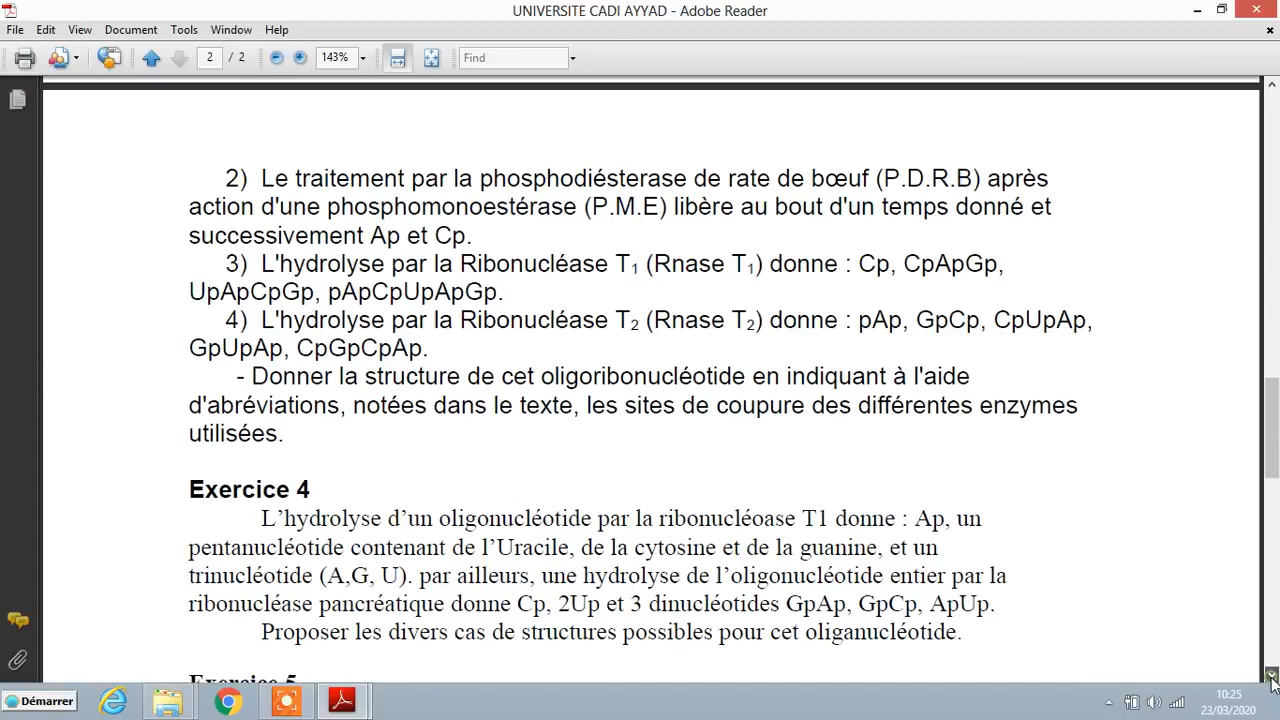 UNIVERSITE CADI AYYAD - Adobe Reader
File Edit View Document Tools Window Help
2 / 2 143% Find
2) Le traitement par la phosphodiésterase de rate de bœuf (P.D.R.B) après
action d'une phosphomonoestérase (P.M.E) libère au bout d'un temps donné et
successivement Ap et Cp.
3) L'hydrolyse par la Ribonucléase T₁ (Rnase T₁) donne : Cp, CpApGp,
UpApCpGp, pApCpUpApGp.
4) L'hydrolyse par la Ribonucléase T₂ (Rnase T₂) donne : pAp, GpCp, CpUpAp,
GpUpAp, CpGpCpAp.
- Donner la structure de cet oligoribonucléotide en indiquant à l'aide
d'abréviations, notées dans le texte, les sites de coupure des différentes enzymes
utilisées.
Exercice 4
L’hydrolyse d’un oligonucléotide par la ribonucléoase T1 donne : Ap, un
pentanucléotide contenant de l’Uracile, de la cytosine et de la guanine, et un
trinucléotide (A,G, U). par ailleurs, une hydrolyse de l’oligonucléotide entier par la
ribonucléase pancréatique donne Cp, 2Up et 3 dinucléotides GpAp, GpCp, ApUp.
Proposer les divers cas de structures possibles pour cet oliganucléotide.
Exercice 5
Démarrer
10:25
23/03/2020